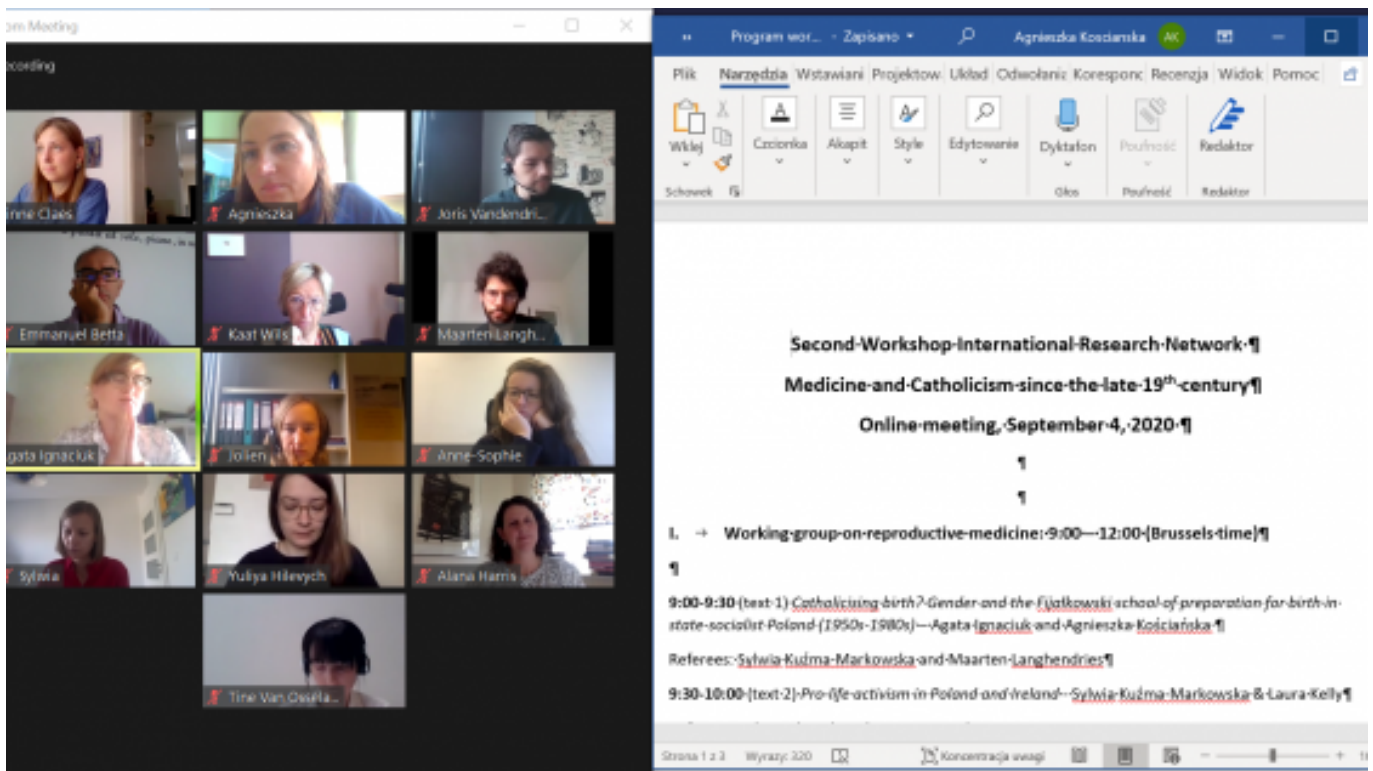 om Meeting
ecording
inne Claes
Agnieszka
Joris Vandendri...
Emmanuel Betta
Kaat Wils
Maarten Langh...
gata Ignaciuk
Jolien
Anne-Sophie
Sylwia
Yuliya Hilevych
Alana Harris
Tine Van Osséla...
Program wor... - Zapisano
Agnieszka Koscianska AK
Plik Narzędzia Wstawiani Projektow Układ Odwołanic Koresponc Recenzja Widok Pomoc
Wklej Czcionka Akapit Style Edytowanie Dyktafon Poufność Redaktor
Schowek Głos Poufność Redaktor
Second Workshop International Research Network ¶
Medicine and Catholicism since the late 19th century¶
Online meeting, September 4, 2020 ¶
¶
¶
I. → Working group on reproductive medicine: 9:00 – 12:00 (Brussels time)¶
¶
9:00-9:30 (text 1) Catholicising birth? Gender and the Fijałkowski school of preparation for birth in
state-socialist Poland (1950s-1980s) – Agata Ignaciuk and Agnieszka Kościańska ¶
Referees: Sylwia Kuźma-Markowska and Maarten Langhendries¶
9:30-10:00 (text 2) Pro-life activism in Poland and Ireland - Sylwia Kuźma-Markowska & Laura Kelly¶
Strona 1 z 3 Wyrazy: 320 Koncentracja uwagi